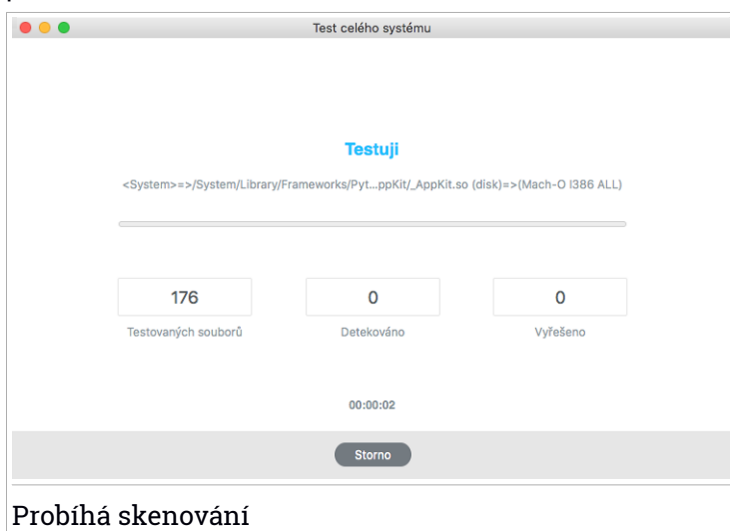 Test celého systému
Testuji
<System>=>/System/Library/Frameworks/Pyt...ppKit/_AppKit.so (disk)=>(Mach-O I386 ALL)
176 0 0
Testovaných souborů Detekováno Vyřešeno
00:00:02
Storno
Probíhá skenování